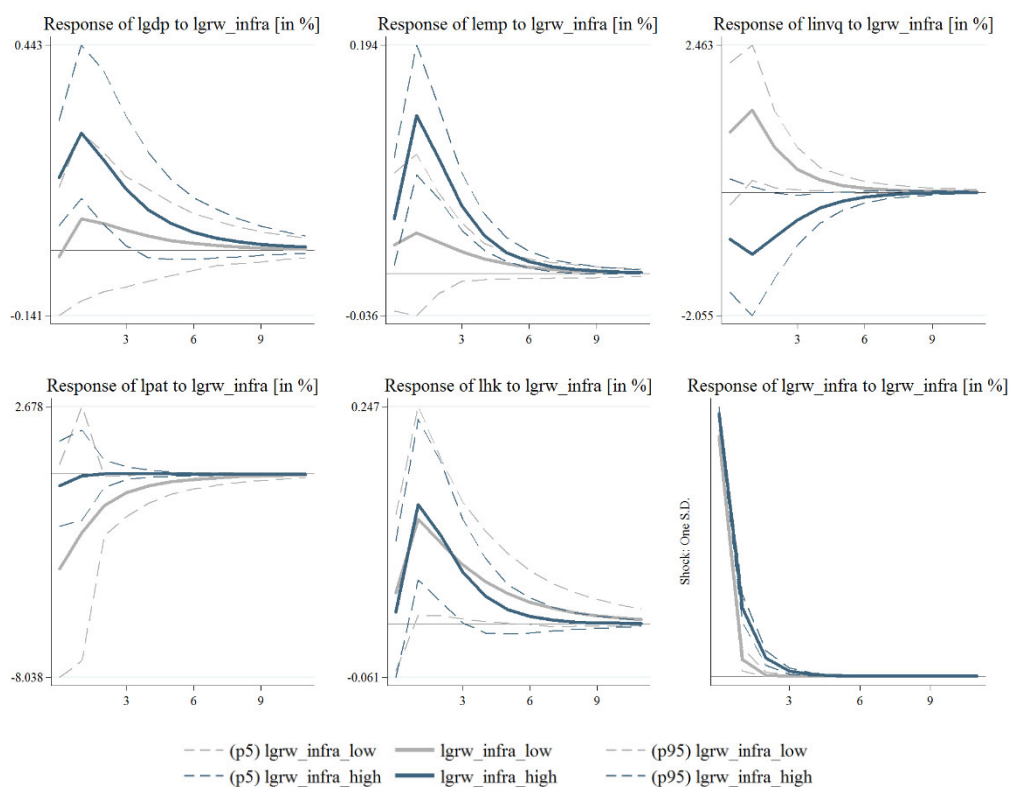 Response of lgdp to lgrw_infra [in %]
0.443
-0.141
3 6 9
Response of lemp to lgrw_infra [in %]
0.194
-0.036
3 6 9
Response of linvq to lgrw_infra [in %]
2.463
-2.055
3 6 9
Response of lpat to lgrw_infra [in %]
2.678
-8.038
3 6 9
Response of lhk to lgrw_infra [in %]
0.247
-0.061
3 6 9
Response of lgrw_infra to lgrw_infra [in %]
Shock: One S.D.
3 6 9
(p5) lgrw_infra_low lgrw_infra_low (p95) lgrw_infra_low
(p5) lgrw_infra_high lgrw_infra_high (p95) lgrw_infra_high